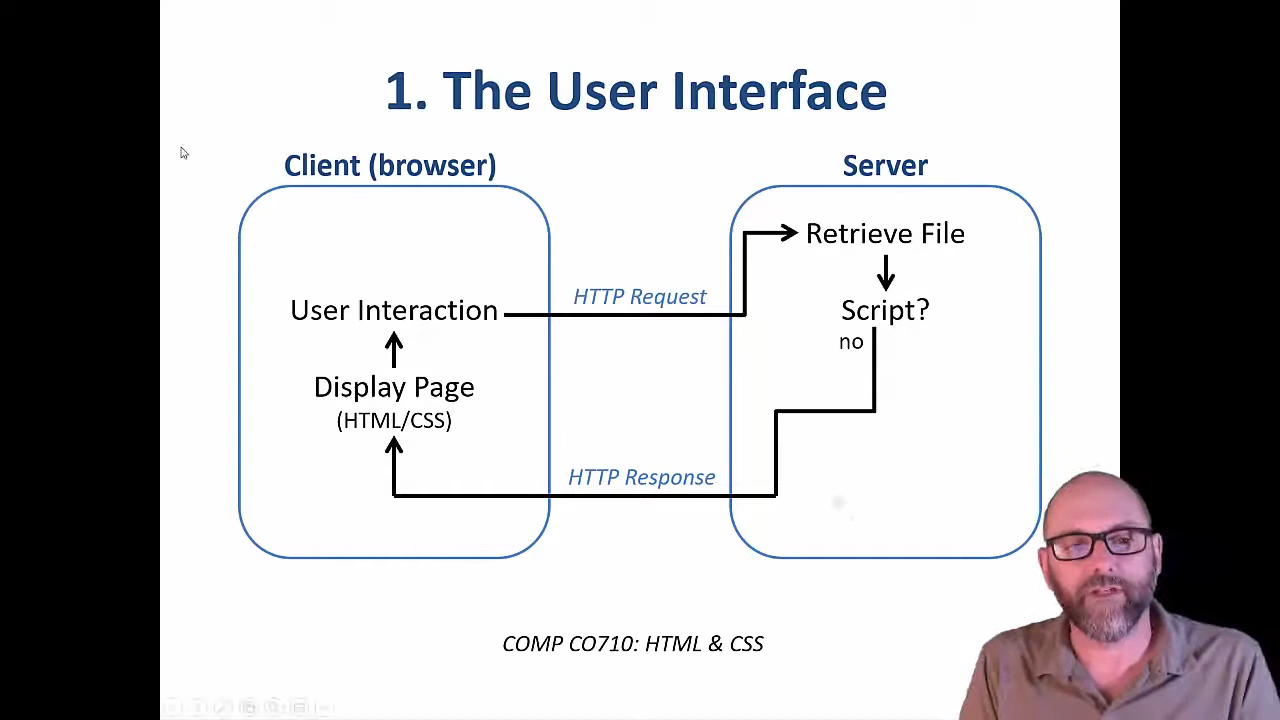 1. The User Interface
Client (browser)
Server
Retrieve File
HTTP Request
User Interaction
Script?
no
Display Page
(HTML/CSS)
HTTP Response
COMP CO710: HTML & CSS